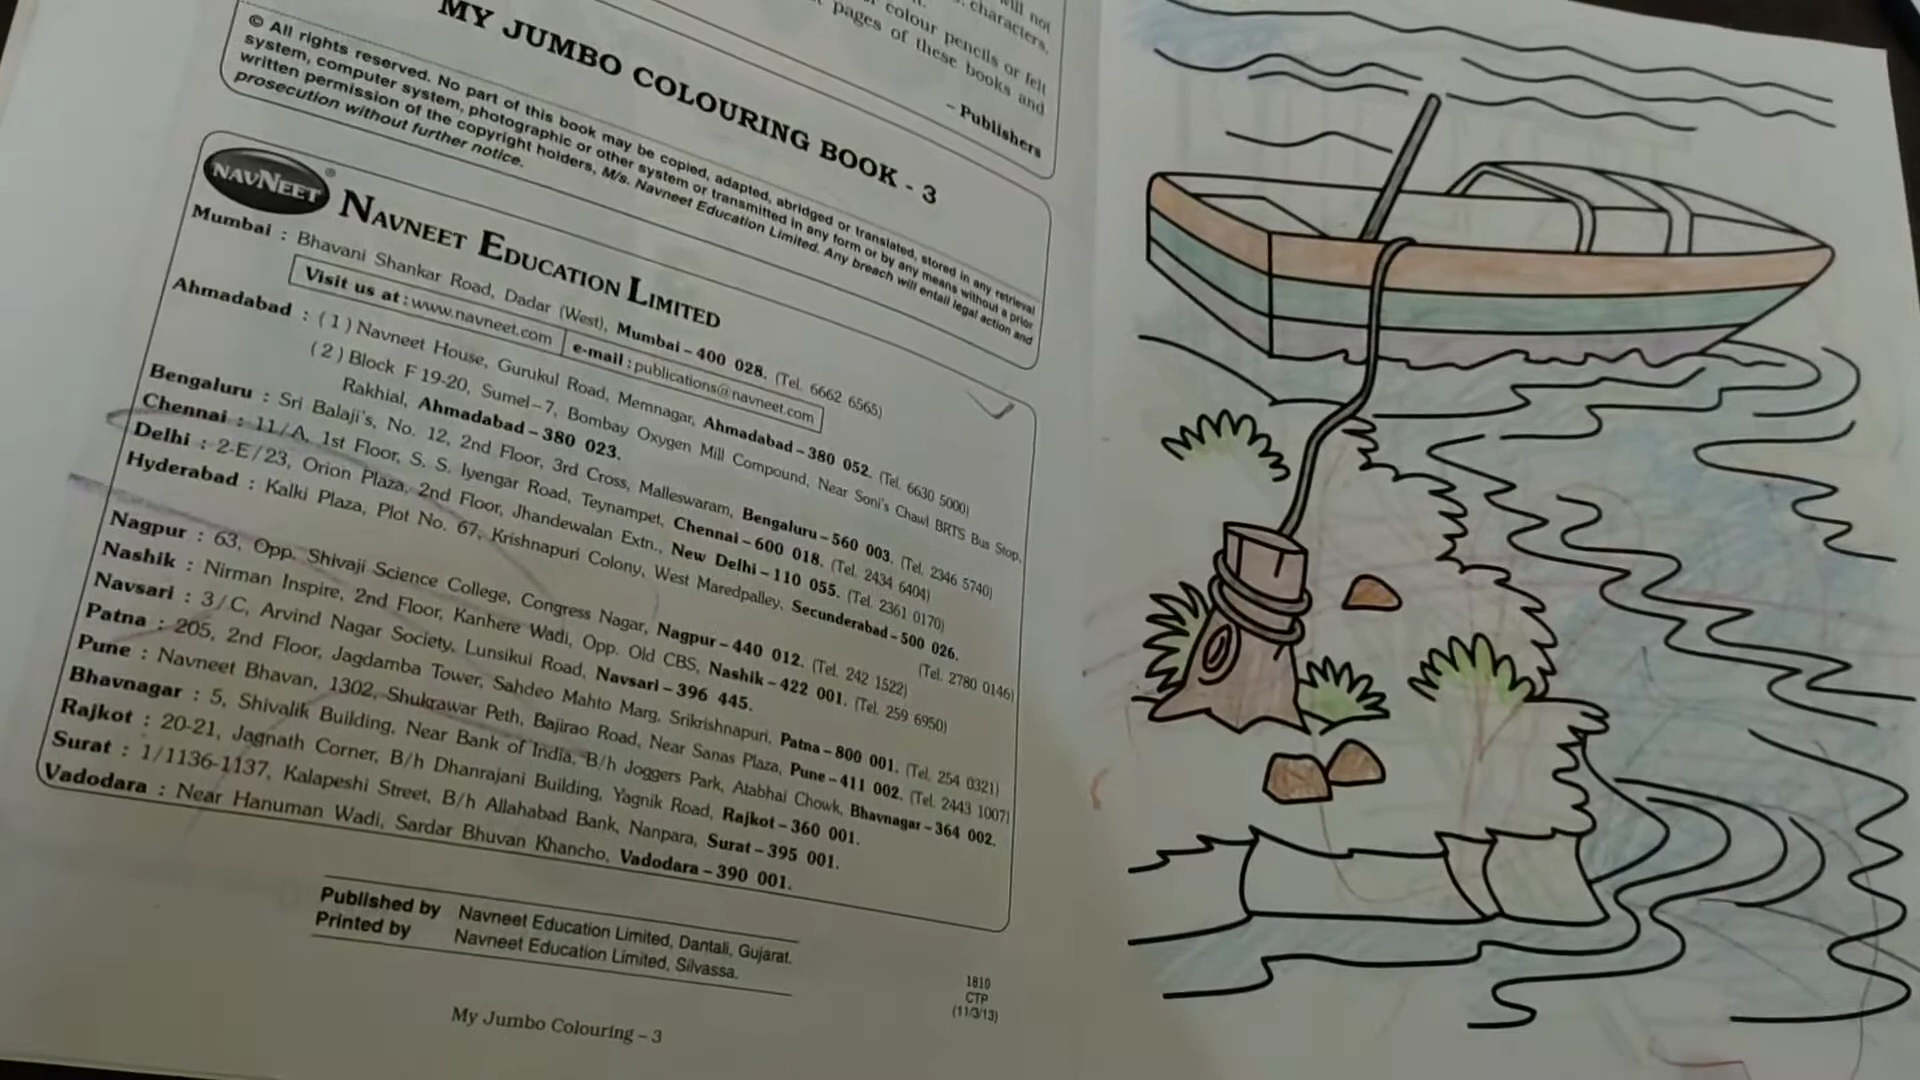 will not
characters.
colour pencils or felt
pages of these books and
– Publishers
MY JUMBO COLOURING BOOK - 3
© All rights reserved. No part of this book may be copied, adapted, abridged or translated, stored in any retrieval
system, computer system, photographic or other system or transmitted in any form or by any means without a prior
written permission of the copyright holders, M/s. Navneet Education Limited. Any breach will entail legal action and
prosecution without further notice.
NAVNEET ® NAVNEET EDUCATION LIMITED
Mumbai : Bhavani Shankar Road, Dadar (West), Mumbai – 400 028. (Tel. 6662 6565)
Visit us at : www.navneet.com e-mail : publications@navneet.com
Ahmadabad : (1) Navneet House, Gurukul Road, Memnagar, Ahmadabad – 380 052. (Tel. 6630 5000)
(2) Block F 19-20, Sumel–7, Bombay Oxygen Mill Compound, Near Soni's Chawl BRTS Bus Stop,
Rakhial, Ahmadabad – 380 023.
Bengaluru : Sri Balaji's, No. 12, 2nd Floor, 3rd Cross, Malleswaram, Bengaluru – 560 003. (Tel. 2346 5740)
Chennai : 11/A, 1st Floor, S. S. Iyengar Road, Teynampet, Chennai – 600 018. (Tel. 2434 6404)
Delhi : 2-E/23, Orion Plaza, 2nd Floor, Jhandewalan Extn., New Delhi – 110 055. (Tel. 2361 0170)
Hyderabad : Kalki Plaza, Plot No. 67, Krishnapuri Colony, West Maredpalley, Secunderabad – 500 026.
(Tel. 2780 0146)
Nagpur : 63, Opp. Shivaji Science College, Congress Nagar, Nagpur – 440 012. (Tel. 242 1522)
Nashik : Nirman Inspire, 2nd Floor, Kanhere Wadi, Opp. Old CBS, Nashik – 422 001. (Tel. 259 6950)
Navsari : 3/C, Arvind Nagar Society, Lunsikui Road, Navsari – 396 445.
Patna : 205, 2nd Floor, Jagdamba Tower, Sahdeo Mahto Marg, Srikrishnapuri, Patna – 800 001. (Tel. 254 0321)
Pune : Navneet Bhavan, 1302, Shukrawar Peth, Bajirao Road, Near Sanas Plaza, Pune – 411 002. (Tel. 2443 1007)
Bhavnagar : 5, Shivalik Building, Near Bank of India, B/h Joggers Park, Atabhai Chowk, Bhavnagar – 364 002.
Rajkot : 20-21, Jagnath Corner, B/h Dhanrajani Building, Yagnik Road, Rajkot – 360 001.
Surat : 1/1136-1137, Kalapeshi Street, B/h Allahabad Bank, Nanpara, Surat – 395 001.
Vadodara : Near Hanuman Wadi, Sardar Bhuvan Khancho, Vadodara – 390 001.
Published by Navneet Education Limited, Dantali, Gujarat.
Printed by Navneet Education Limited, Silvassa.
1810
CTP
(11/3/13)
My Jumbo Colouring – 3